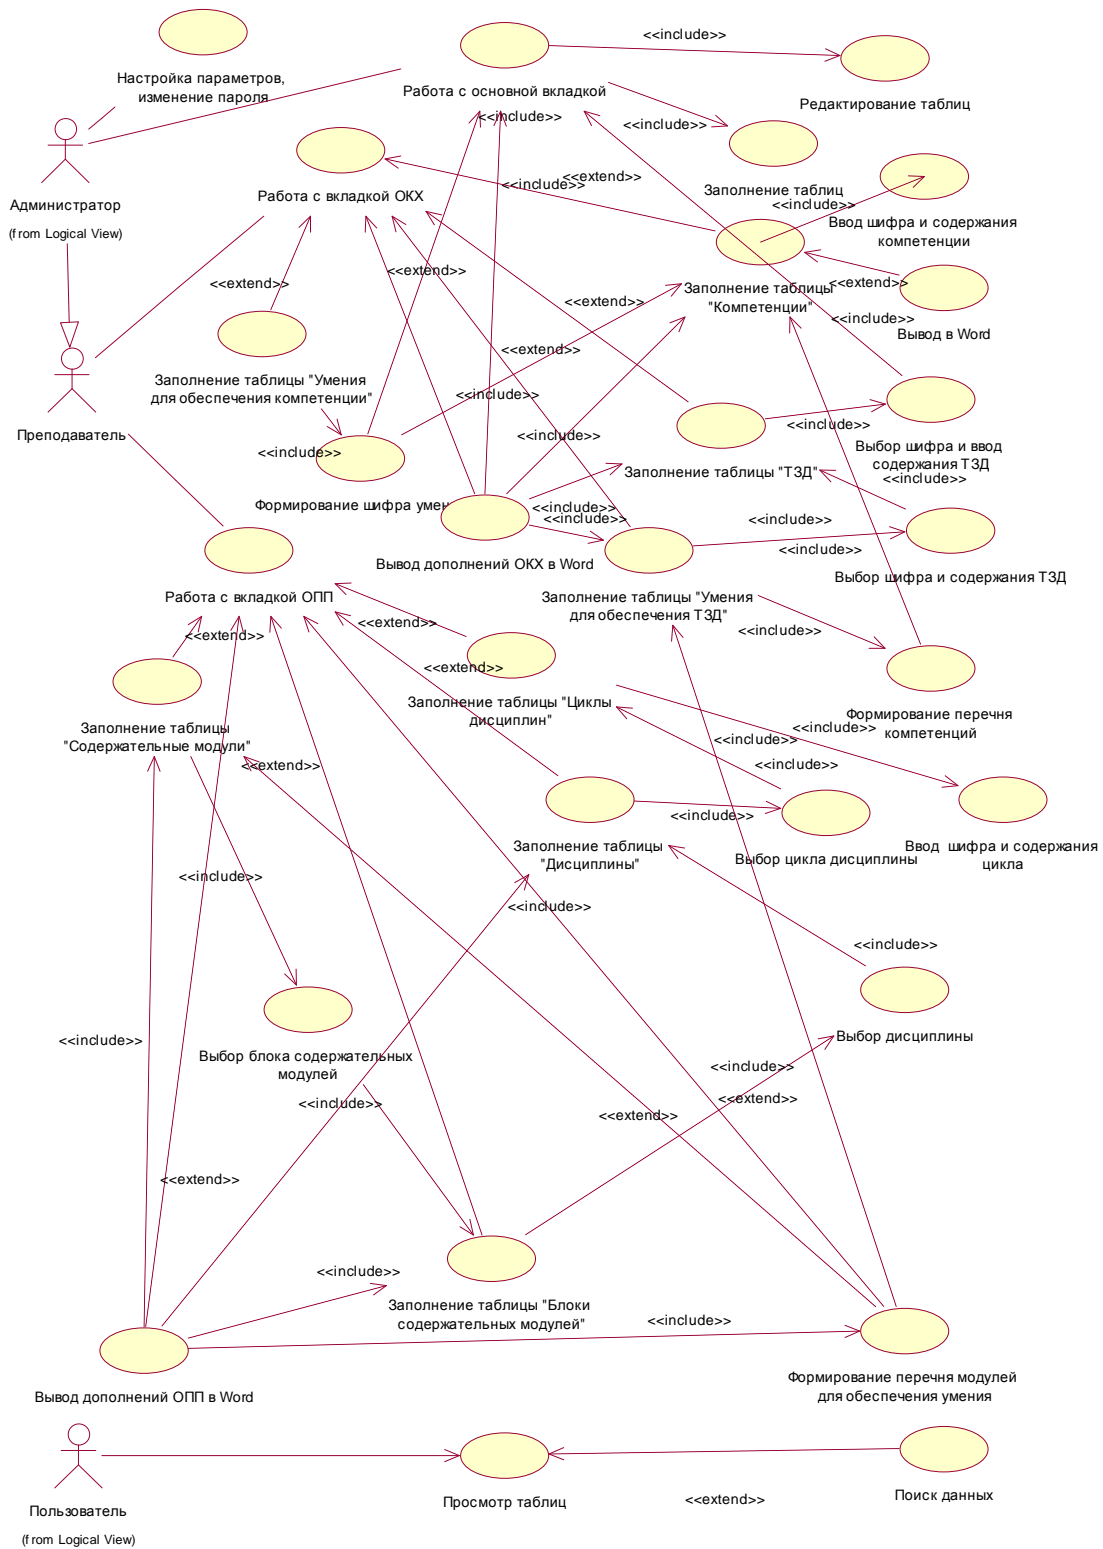 <<include>>
Настройка параметров,
изменение пароля
Работа с основной вкладкой
Редактирование таблиц
<<include>>
<<include>>
Администратор
(from Logical View)
Работа с вкладкой ОКХ
<<include>>
<<extend>>
Заполнение таблиц
<<include>>
Ввод шифра и содержания
компетенции
<<extend>>
<<extend>>
Заполнение таблицы
"Компетенции"
<<extend>>
<<extend>>
<<include>>
Вывод в Word
<<extend>>
Преподаватель
Заполнение таблицы "Умения
для обеспечения компетенции"
<<include>>
<<include>>
<<include>>
<<include>>
Выбор шифра и ввод
содержания ТЗД
<<include>>
Заполнение таблицы "ТЗД"
Формирование шифра умен
<<include>>
<<include>>
<<include>>
<<include>>
Вывод дополнений ОКХ в Word
Выбор шифра и содержания ТЗД
Работа с вкладкой ОПП
Заполнение таблицы "Умения
для обеспечения ТЗД"
<<extend>>
<<extend>>
<<include>>
<<extend>>
Заполнение таблицы
"Содержательные модули"
Заполнение таблицы "Циклы
дисциплин"
Формирование перечня
компетенций
<<include>>
<<include>>
<<extend>>
<<include>>
<<include>>
Заполнение таблицы
"Дисциплины"
Выбор цикла дисциплины
Ввод  шифра и содержания
цикла
<<include>>
<<include>>
<<include>>
<<include>>
Выбор блока содержательных
модулей
Выбор дисциплины
<<include>>
<<include>>
<<extend>>
<<extend>>
<<extend>>
<<include>>
Заполнение таблицы "Блоки
содержательных модулей"
<<include>>
Вывод дополнений ОПП в Word
Формирование перечня модулей
для обеспечения умения
Пользователь
(from Logical View)
Просмотр таблиц
<<extend>>
Поиск данных